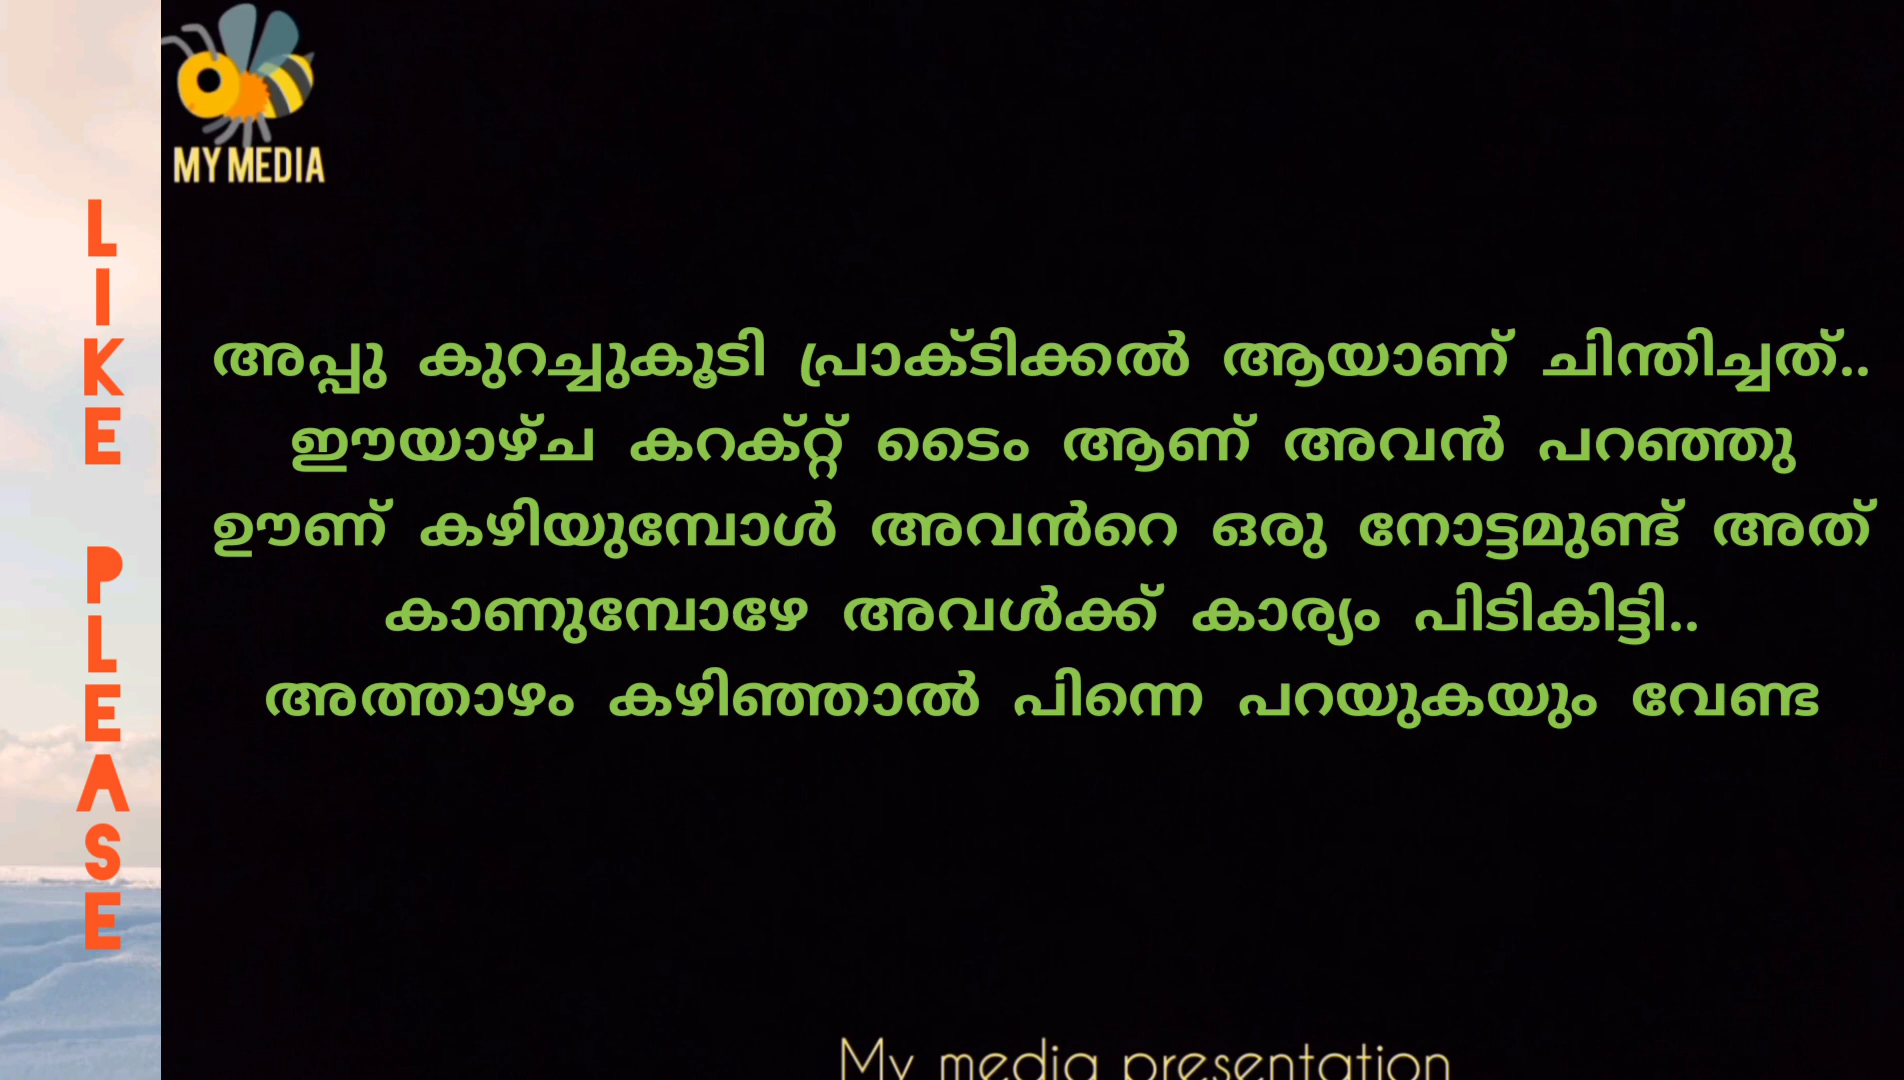 MY MEDIA
LIKE PLEASE
അപ്പു കുറച്ചുകൂടി പ്രാക്ടിക്കൽ ആയാണ് ചിന്തിച്ചത്..
ഈയാഴ്ച കറക്റ്റ് ടൈം ആണ് അവൻ പറഞ്ഞു
ഊണ് കഴിയുമ്പോൾ അവൻറെ ഒരു നോട്ടമുണ്ട് അത്
കാണുമ്പോഴേ അവൾക്ക് കാര്യം പിടികിട്ടി..
അത്താഴം കഴിഞ്ഞാൽ പിന്നെ പറയുകയും വേണ്ട
My media presentation